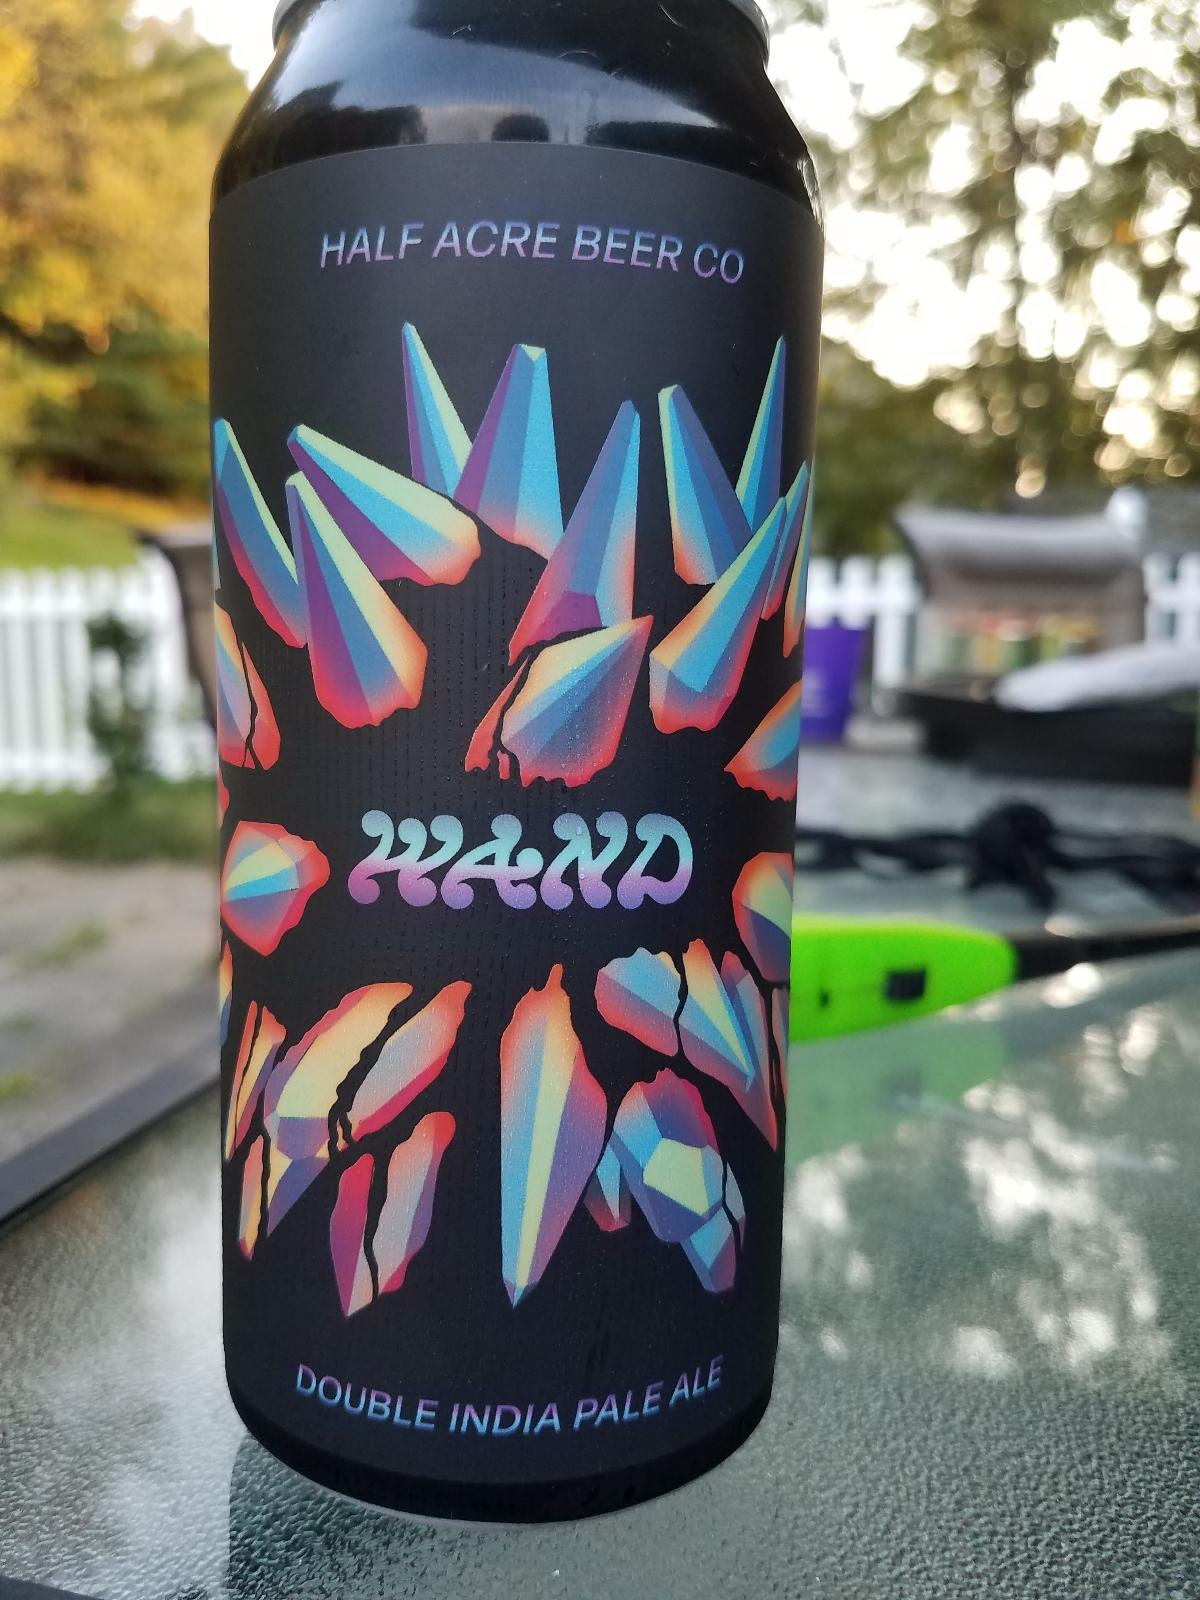 HALF ACRE BEER CO
WAND
DOUBLE INDIA PALE ALE